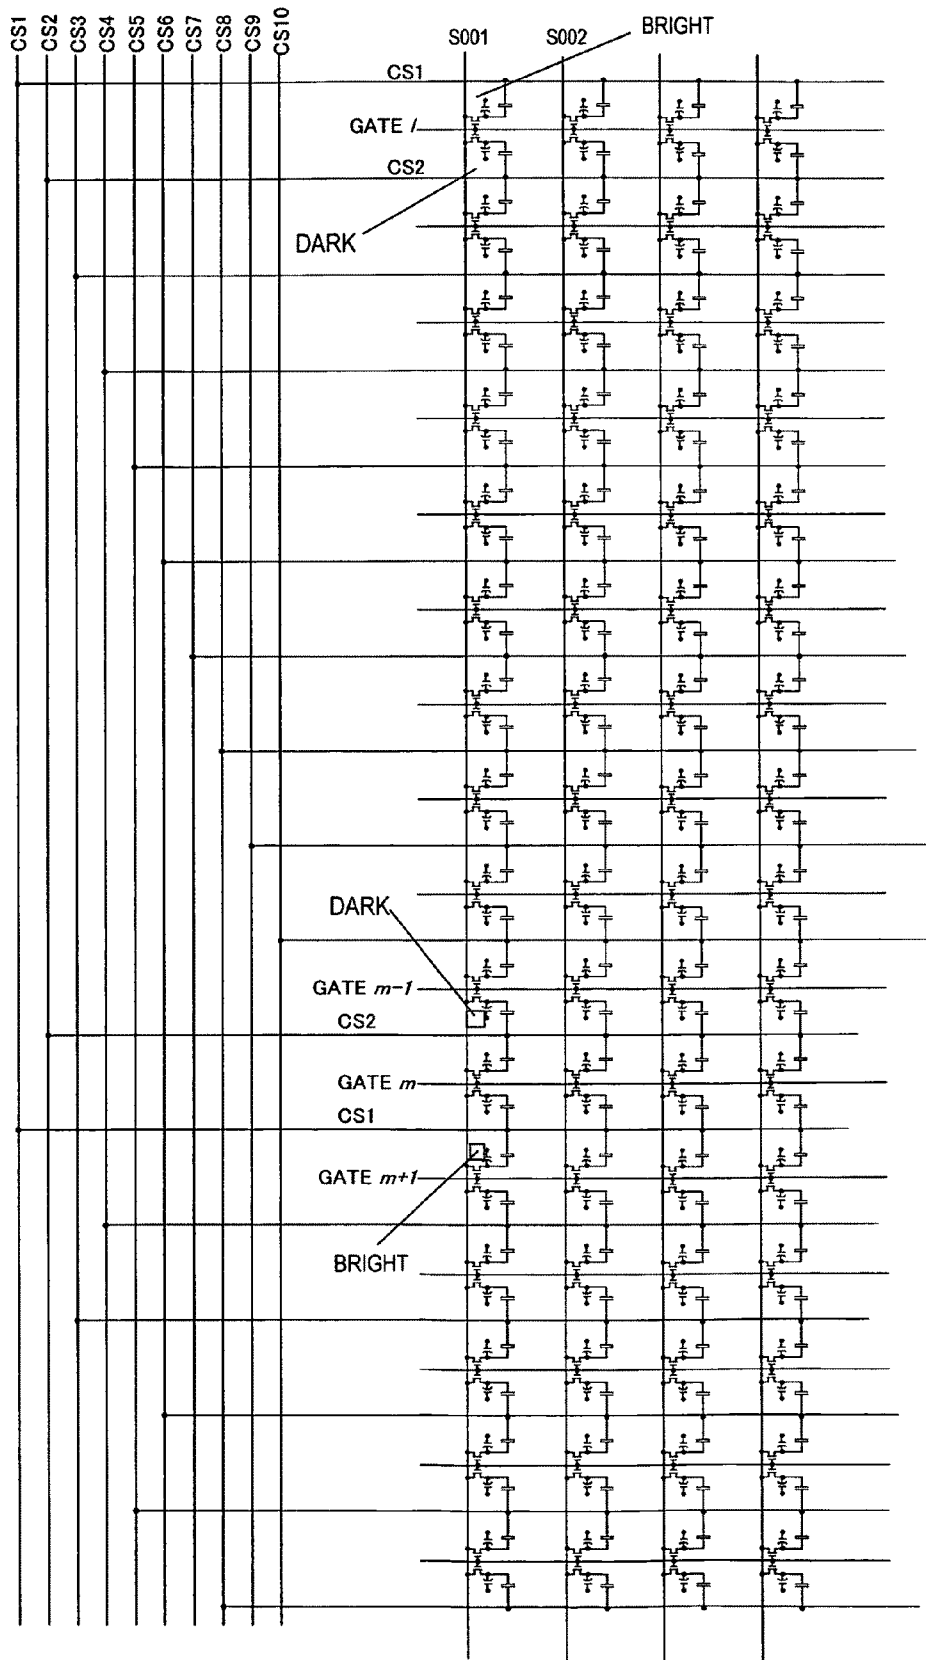 CS1
CS2
CS3
CS4
CS5
CS6
CS7
CS8
CS9
CS10
S001
S002
BRIGHT
CS1
GATE l
CS2
DARK
DARK
GATE m-1
CS2
GATE m
CS1
GATE m+1
BRIGHT